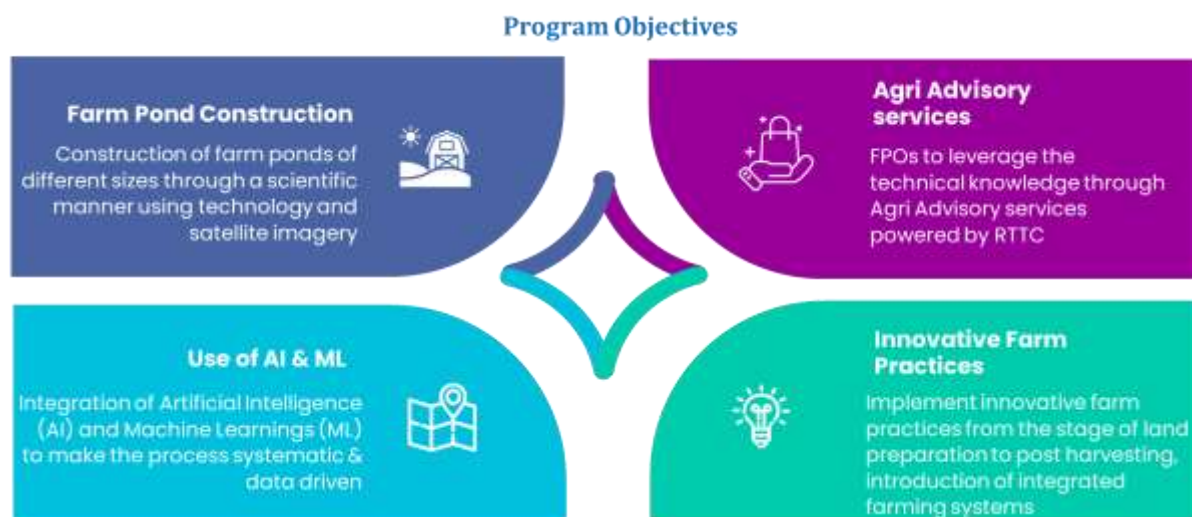 Program Objectives
Farm Pond Construction
Construction of farm ponds of
different sizes through a scientific
manner using technology and
satellite imagery
Agri Advisory
services
FPOs to leverage the
technical knowledge through
Agri Advisory services
powered by RTTC
Use of AI & ML
Integration of Artificial Intelligence
(AI) and Machine Learnings (ML)
to make the process systematic &
data driven
Innovative Farm
Practices
Implement innovative farm
practices from the stage of land
preparation to post harvesting,
introduction of integrated
farming systems